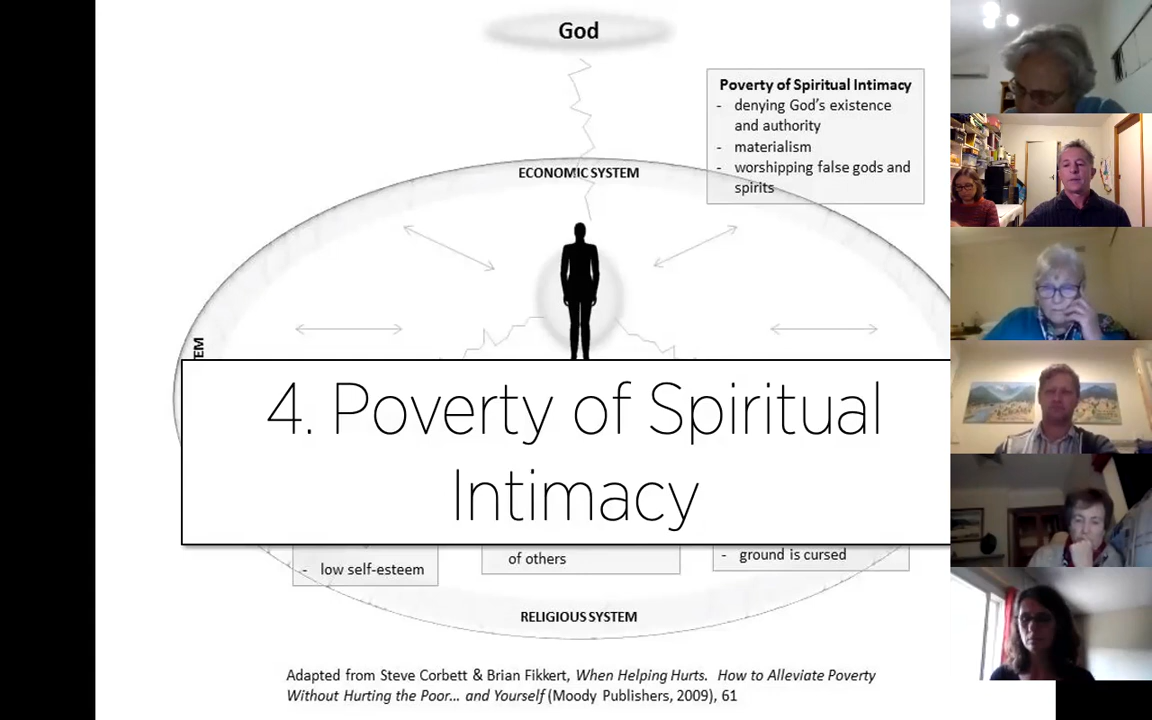 God
Poverty of Spiritual Intimacy
- denying God's existence
and authority
- materialism
- worshipping false gods and
spirits
ECONOMIC SYSTEM
4. Poverty of Spiritual
Intimacy
- low self-esteem
of others
- ground is cursed
RELIGIOUS SYSTEM
Adapted from Steve Corbett & Brian Fikkert, When Helping Hurts. How to Alleviate Poverty
Without Hurting the Poor... and Yourself (Moody Publishers, 2009), 61